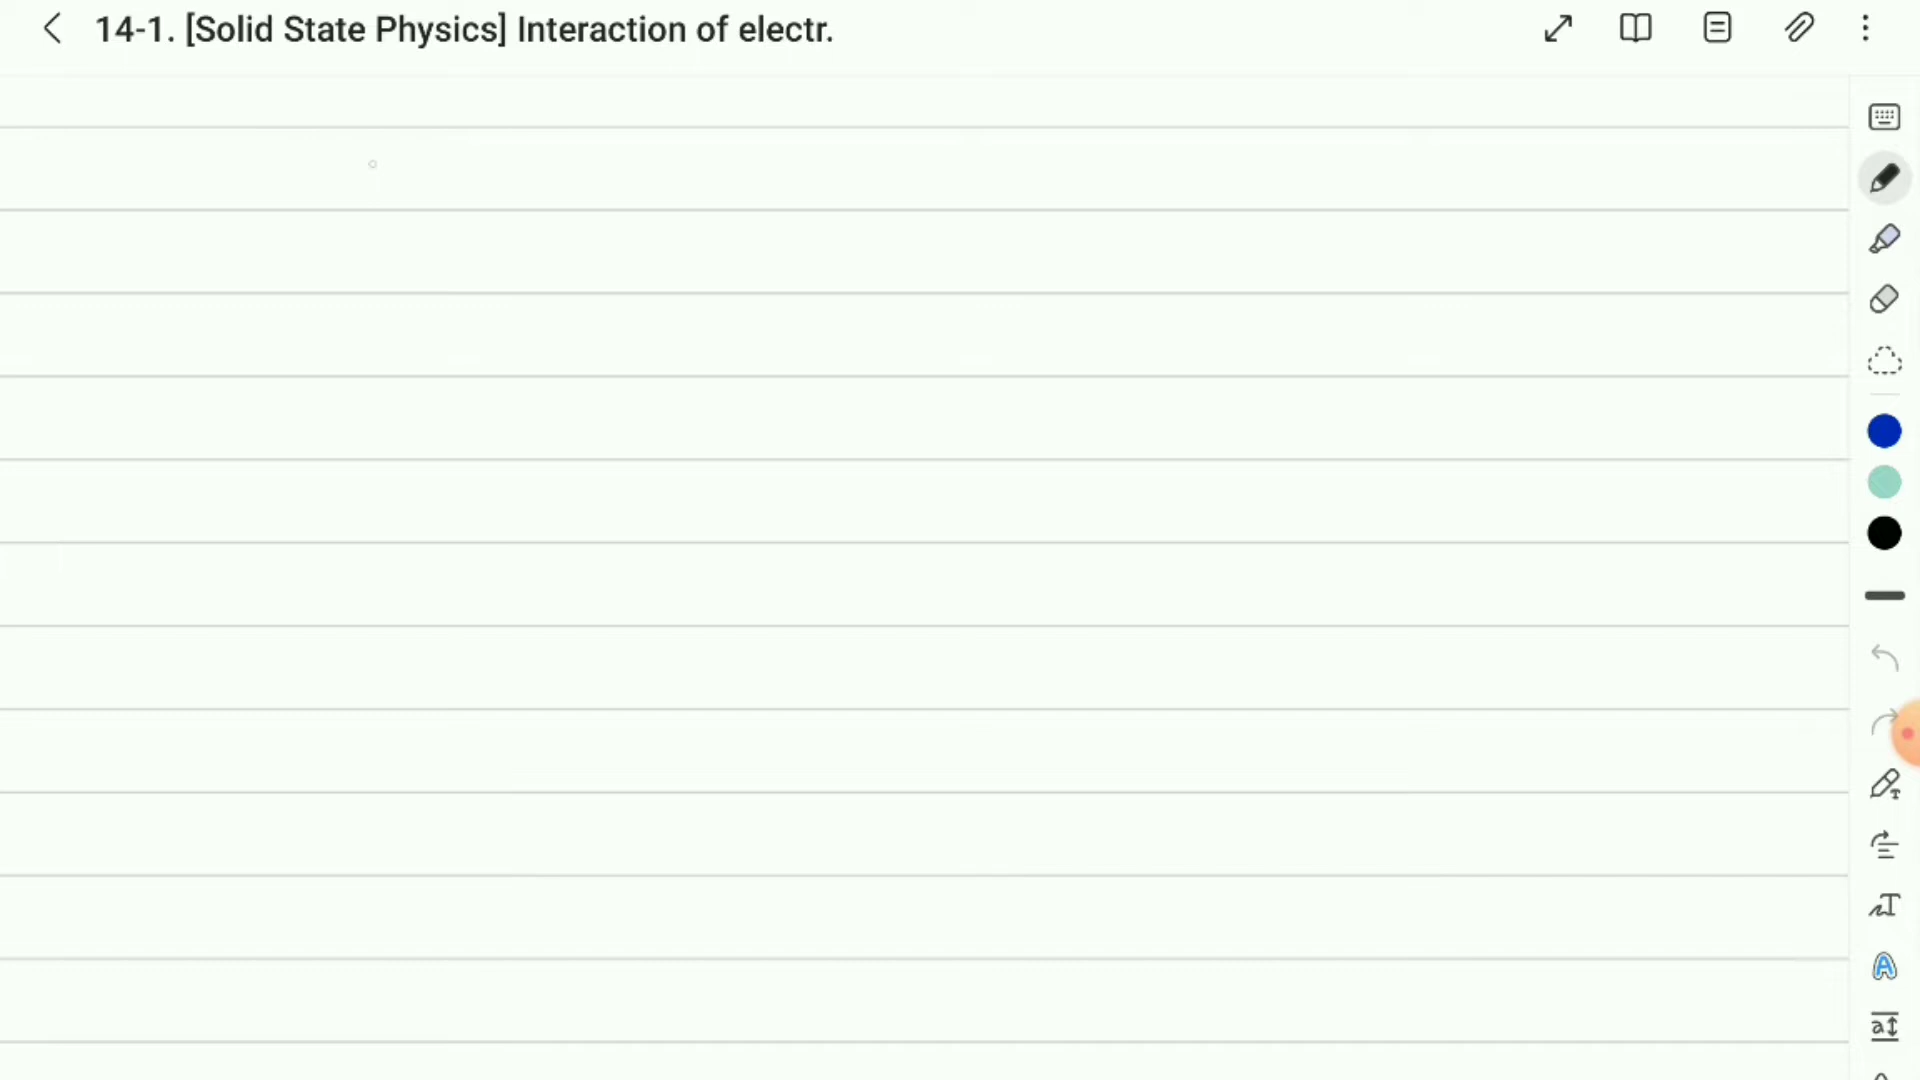 14-1. [Solid State Physics] Interaction of electr.